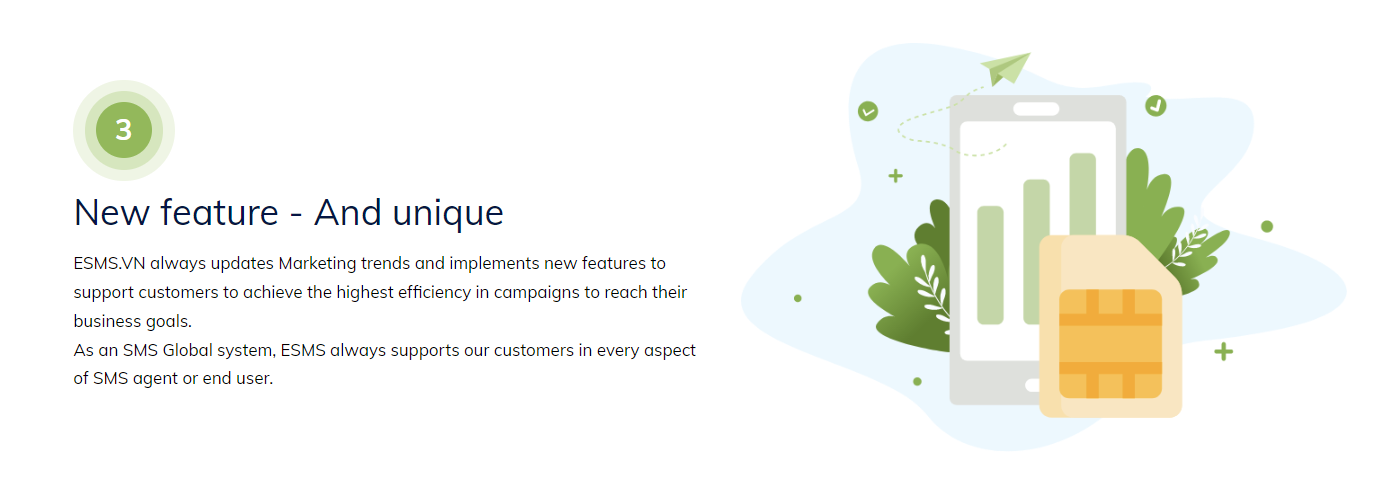 3
New feature - And unique
ESMS.VN always updates Marketing trends and implements new features to
support customers to achieve the highest efficiency in campaigns to reach their
business goals.
As an SMS Global system, ESMS always supports our customers in every aspect
of SMS agent or end user.